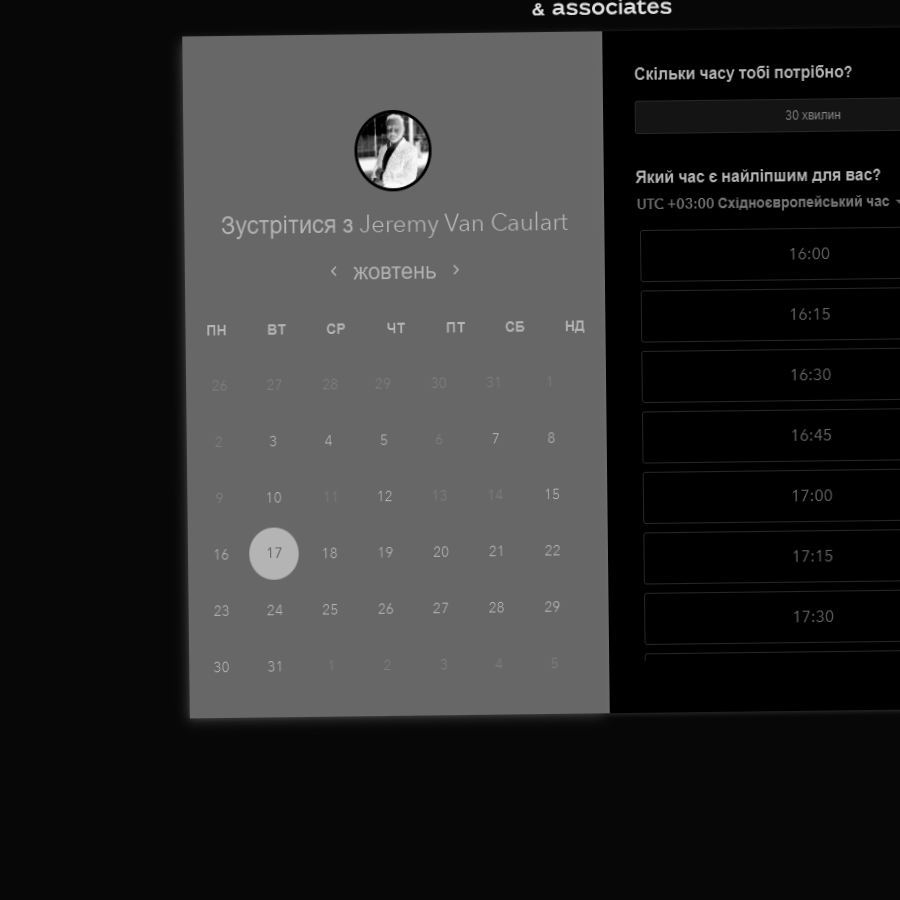 & associates
Зустрітися з Jeremy Van Caulart
жовтень
ПН ВТ СР ЧТ ПТ СБ НД
26 27 28 29 30 31 1
2 3 4 5 6 7 8
9 10 11 12 13 14 15
16 17 18 19 20 21 22
23 24 25 26 27 28 29
30 31 1 2 3 4 5
Скільки часу тобі потрібно?
30 хвилин
Який час є найліпшим для вас?
UTC +03:00 Східноєвропейський час
16:00
16:15
16:30
16:45
17:00
17:15
17:30